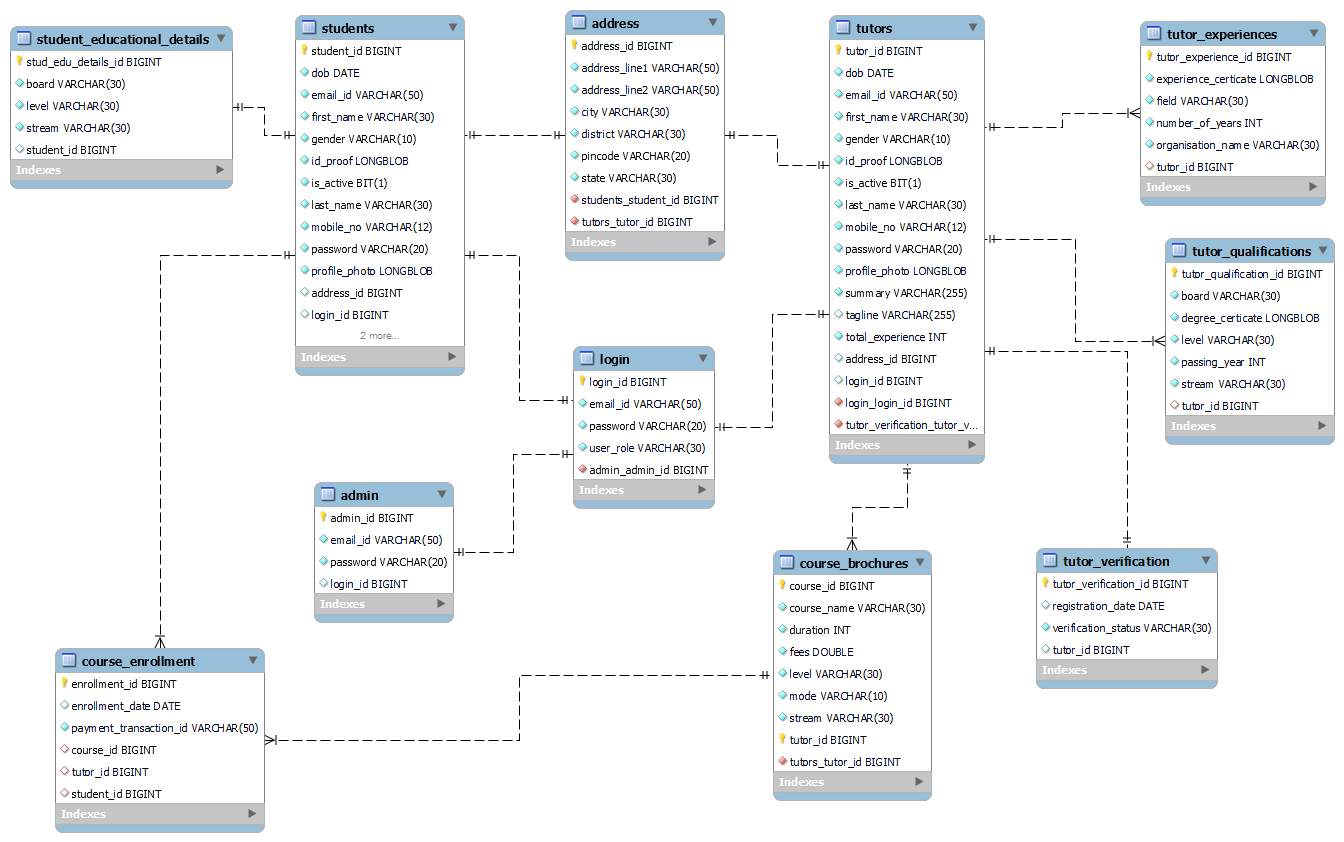 student_educational_details
stud_edu_details_id BIGINT
board VARCHAR(30)
level VARCHAR(30)
stream VARCHAR(30)
student_id BIGINT
Indexes
students
student_id BIGINT
dob DATE
email_id VARCHAR(50)
first_name VARCHAR(30)
gender VARCHAR(10)
id_proof LONGBLOB
is_active BIT(1)
last_name VARCHAR(30)
mobile_no VARCHAR(12)
password VARCHAR(20)
profile_photo LONGBLOB
address_id BIGINT
login_id BIGINT
2 more...
Indexes
address
address_id BIGINT
address_line1 VARCHAR(50)
address_line2 VARCHAR(50)
city VARCHAR(30)
district VARCHAR(30)
pincode VARCHAR(20)
state VARCHAR(30)
students_student_id BIGINT
tutors_tutor_id BIGINT
Indexes
tutors
tutor_id BIGINT
dob DATE
email_id VARCHAR(50)
first_name VARCHAR(30)
gender VARCHAR(10)
id_proof LONGBLOB
is_active BIT(1)
last_name VARCHAR(30)
mobile_no VARCHAR(12)
password VARCHAR(20)
profile_photo LONGBLOB
summary VARCHAR(255)
tagline VARCHAR(255)
total_experience INT
address_id BIGINT
login_id BIGINT
login_login_id BIGINT
tutor_verification_tutor_v...
Indexes
tutor_experiences
tutor_experience_id BIGINT
experience_certicate LONGBLOB
field VARCHAR(30)
number_of_years INT
organisation_name VARCHAR(30)
tutor_id BIGINT
Indexes
tutor_qualifications
tutor_qualification_id BIGINT
board VARCHAR(30)
degree_certicate LONGBLOB
level VARCHAR(30)
passing_year INT
stream VARCHAR(30)
tutor_id BIGINT
Indexes
login
login_id BIGINT
email_id VARCHAR(50)
password VARCHAR(20)
user_role VARCHAR(30)
admin_admin_id BIGINT
Indexes
admin
admin_id BIGINT
email_id VARCHAR(50)
password VARCHAR(20)
login_id BIGINT
Indexes
course_brochures
course_id BIGINT
course_name VARCHAR(30)
duration INT
fees DOUBLE
level VARCHAR(30)
mode VARCHAR(10)
stream VARCHAR(30)
tutor_id BIGINT
tutors_tutor_id BIGINT
Indexes
tutor_verification
tutor_verification_id BIGINT
registration_date DATE
verification_status VARCHAR(30)
tutor_id BIGINT
Indexes
course_enrollment
enrollment_id BIGINT
enrollment_date DATE
payment_transaction_id VARCHAR(50)
course_id BIGINT
tutor_id BIGINT
student_id BIGINT
Indexes